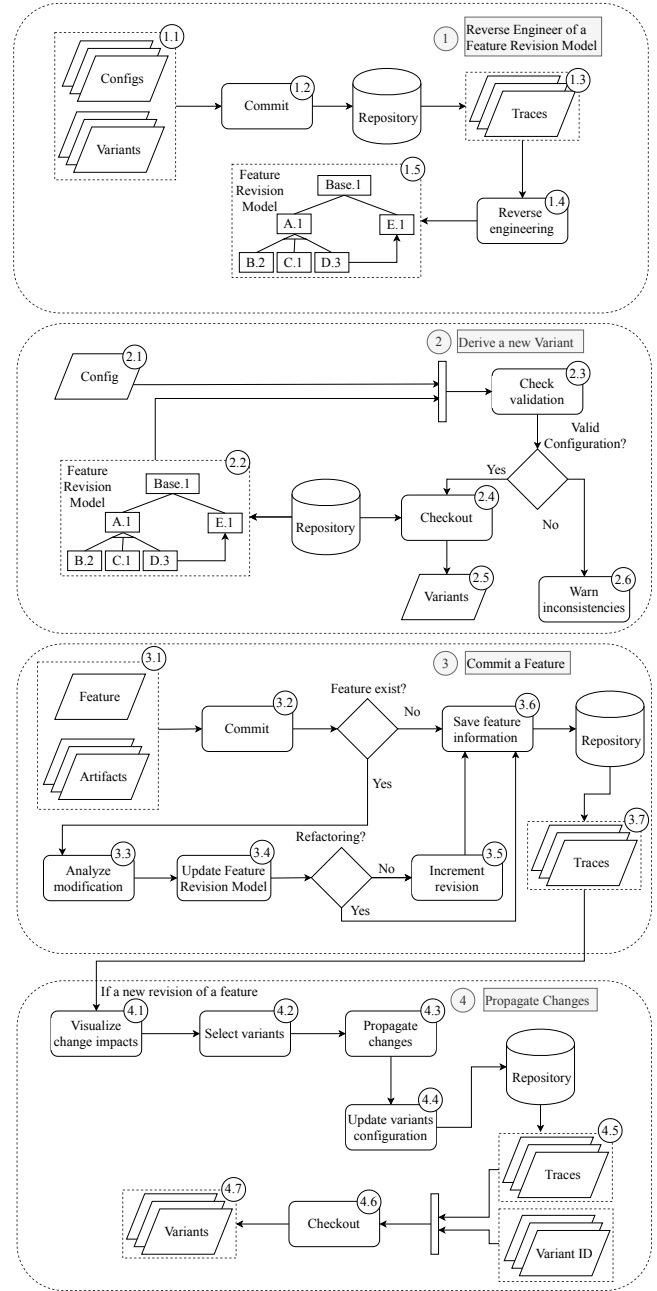 1
Reverse Engineer of a
Feature Revision Model
1.1
Configs
Variants
1.2
Commit
Repository
1.3
Traces
1.4
Reverse
engineering
1.5
Feature
Revision
Model
Base.1
A.1
E.1
B.2
C.1
D.3
2
Derive a new Variant
2.1
Config
2.3
Check
validation
Valid
Configuration?
Yes
No
2.2
Feature
Revision
Model
Base.1
A.1
E.1
B.2
C.1
D.3
Repository
2.4
Checkout
2.5
Variants
2.6
Warn
inconsistencies
3
Commit a Feature
3.1
Feature
Artifacts
3.2
Commit
Feature exist?
No
Yes
3.6
Save feature
information
Repository
3.7
Traces
3.3
Analyze
modification
3.4
Update Feature
Revision Model
Refactoring?
No
Yes
3.5
Increment
revision
If a new revision of a feature
4
Propagate Changes
4.1
Visualize
change impacts
4.2
Select variants
4.3
Propagate
changes
4.4
Update variants
configuration
Repository
4.5
Traces
Variant ID
4.6
Checkout
4.7
Variants